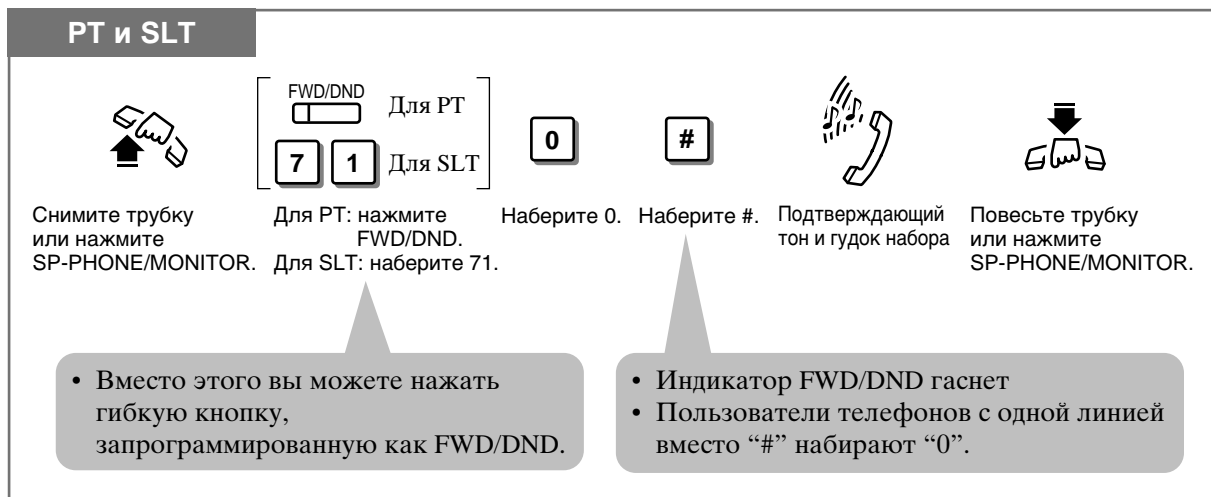 PT и SLT
FWD/DND
Для PT
7 1 Для SLT
0
#
Снимите трубку
или нажмите
SP-PHONE/MONITOR.
Для PT: нажмите
FWD/DND.
Для SLT: наберите 71.
Наберите 0.
Наберите #.
Подтверждающий
тон и гудок набора
Повесьте трубку
или нажмите
SP-PHONE/MONITOR.
• Вместо этого вы можете нажать
гибкую кнопку,
запрограммированную как FWD/DND.
• Индикатор FWD/DND гаснет
• Пользователи телефонов с одной линией
вместо “#” набирают “0”.